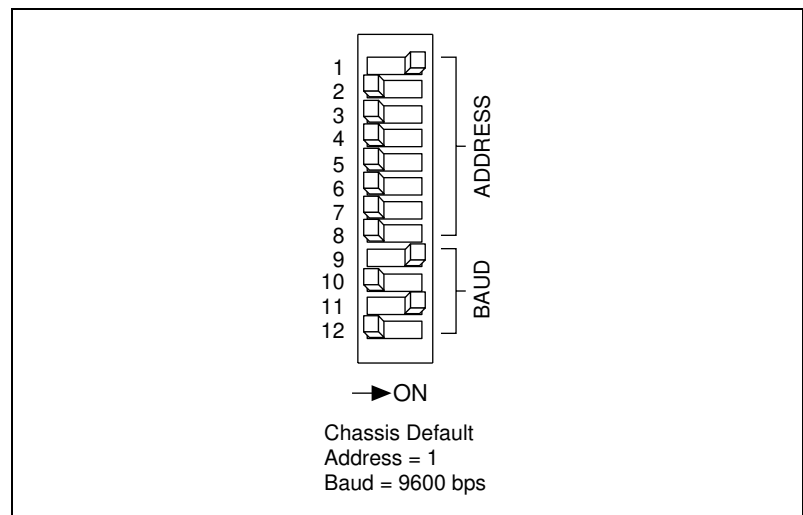 1
2
3
4
5
6
7
8
9
10
11
12
ADDRESS
BAUD
ON
Chassis Default
Address = 1
Baud = 9600 bps